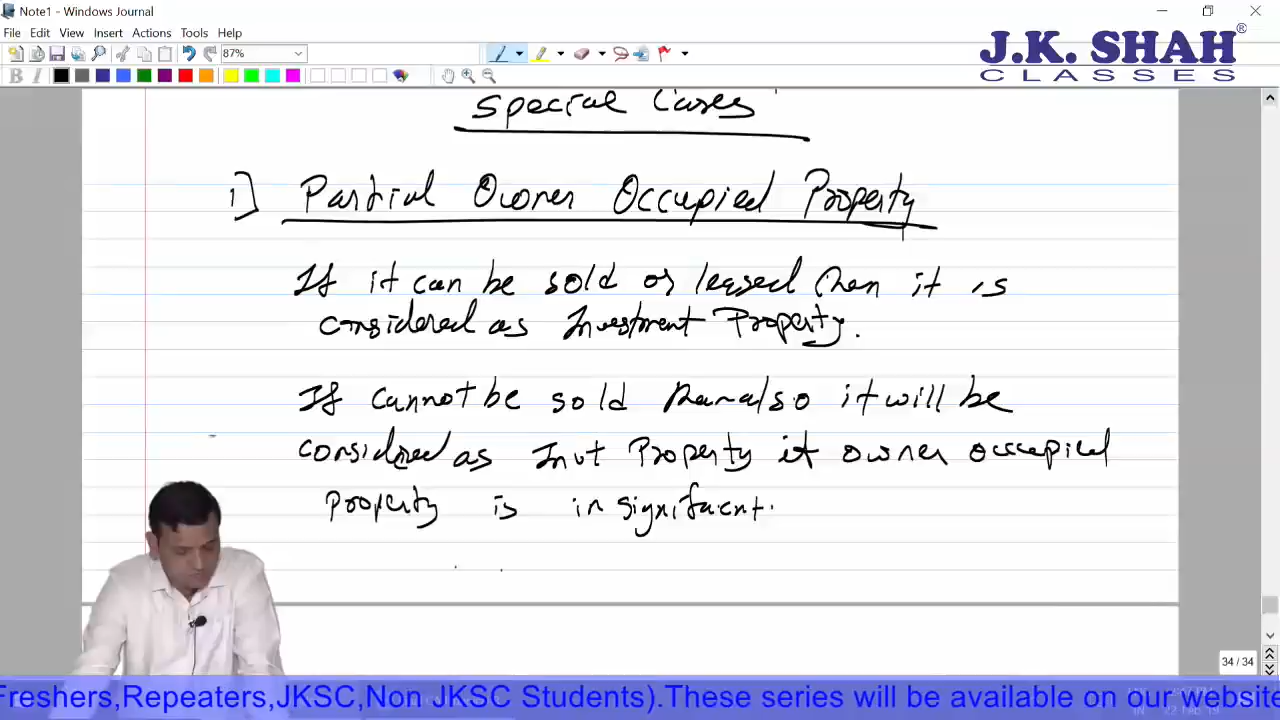 Note1 - Windows Journal
File Edit View Insert Actions Tools Help
87%
J.K. SHAH®
CLASSES
Special Cases
1] Partial Owner Occupied Property
If it can be sold or leased then it is
considered as Investment Property.
If cannot be sold then also it will be
considered as Invt Property if owner occupied
property is insignificant.
34 / 34
Freshers,Repeaters,JKSC,Non JKSC Students).These series will be available on our website
22 Feb 19